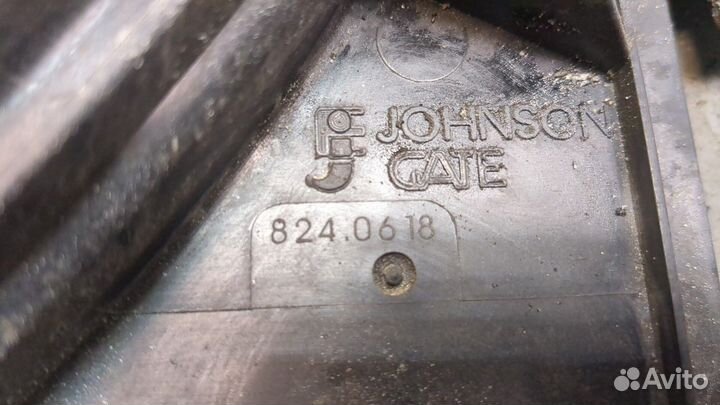 JOHNSON
GATE
824.0618
Avito